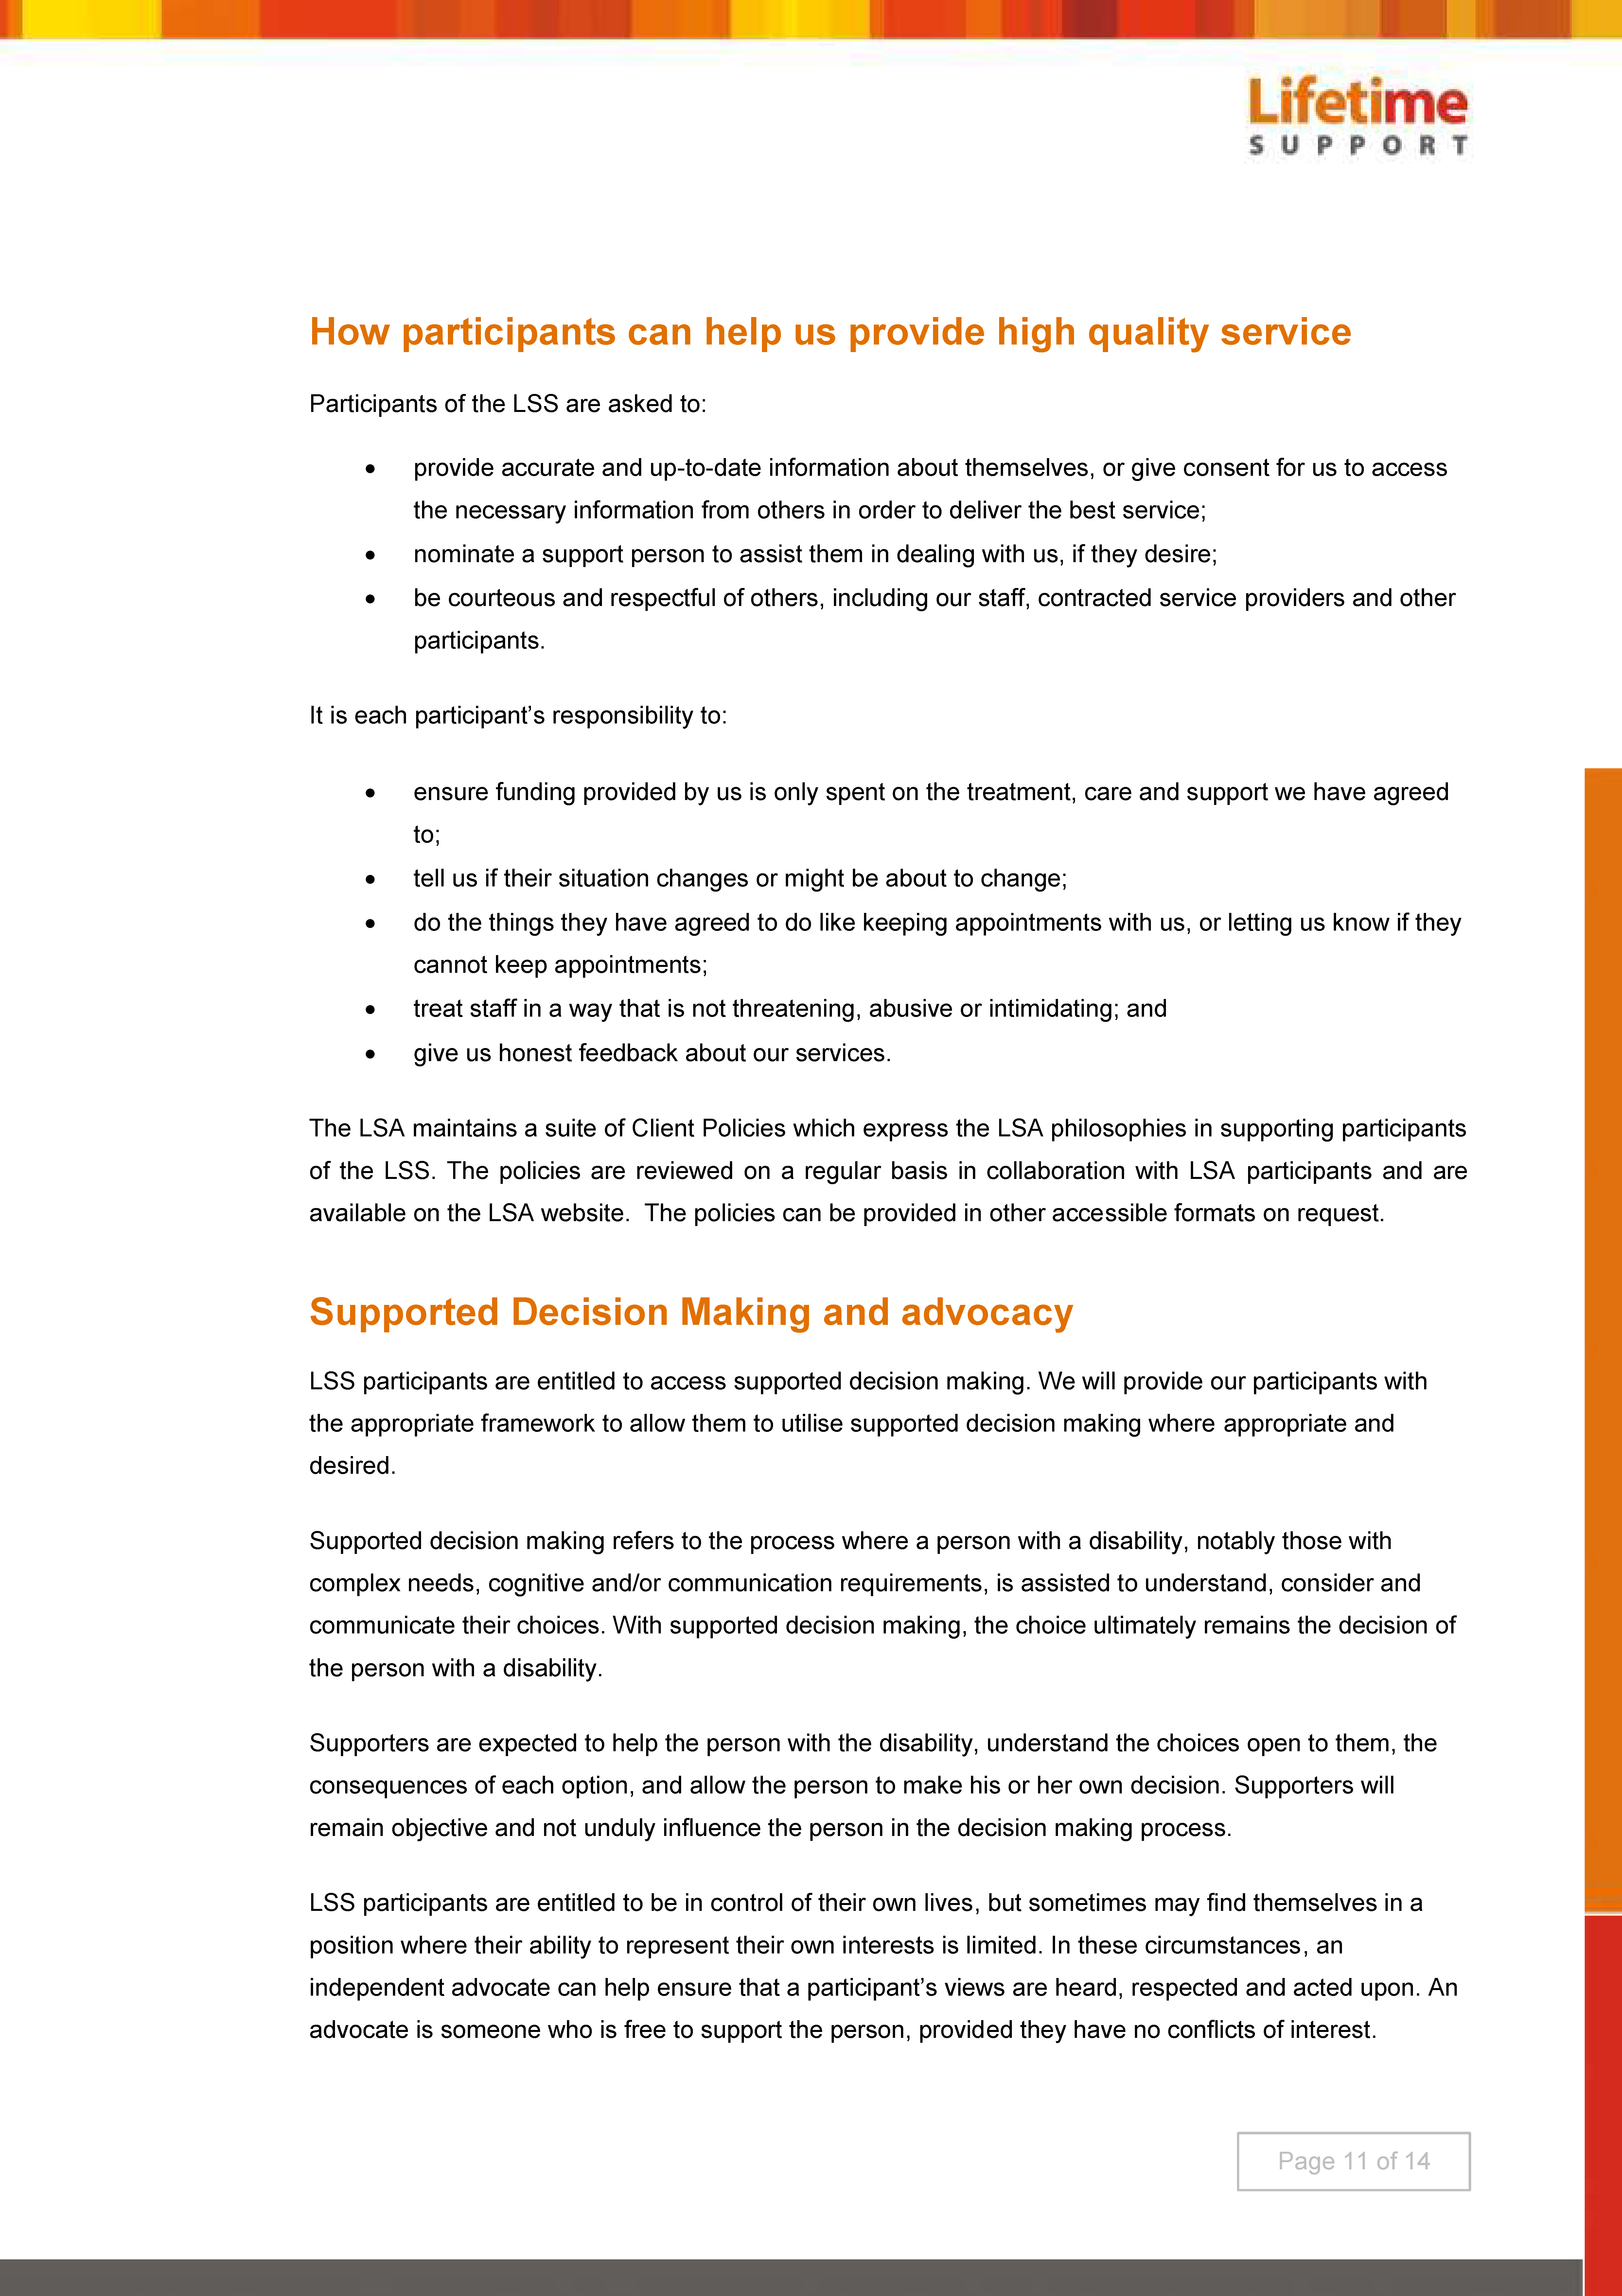 Lifetime
SUPPORT
How participants can help us provide high quality service
Participants of the LSS are asked to:
• provide accurate and up-to-date information about themselves, or give consent for us to access
the necessary information from others in order to deliver the best service;
• nominate a support person to assist them in dealing with us, if they desire;
• be courteous and respectful of others, including our staff, contracted service providers and other
participants.
It is each participant’s responsibility to:
• ensure funding provided by us is only spent on the treatment, care and support we have agreed
to;
• tell us if their situation changes or might be about to change;
• do the things they have agreed to do like keeping appointments with us, or letting us know if they
cannot keep appointments;
• treat staff in a way that is not threatening, abusive or intimidating; and
• give us honest feedback about our services.
The LSA maintains a suite of Client Policies which express the LSA philosophies in supporting participants
of the LSS. The policies are reviewed on a regular basis in collaboration with LSA participants and are
available on the LSA website.  The policies can be provided in other accessible formats on request.
Supported Decision Making and advocacy
LSS participants are entitled to access supported decision making. We will provide our participants with
the appropriate framework to allow them to utilise supported decision making where appropriate and
desired.
Supported decision making refers to the process where a person with a disability, notably those with
complex needs, cognitive and/or communication requirements, is assisted to understand, consider and
communicate their choices. With supported decision making, the choice ultimately remains the decision of
the person with a disability.
Supporters are expected to help the person with the disability, understand the choices open to them, the
consequences of each option, and allow the person to make his or her own decision. Supporters will
remain objective and not unduly influence the person in the decision making process.
LSS participants are entitled to be in control of their own lives, but sometimes may find themselves in a
position where their ability to represent their own interests is limited. In these circumstances, an
independent advocate can help ensure that a participant’s views are heard, respected and acted upon. An
advocate is someone who is free to support the person, provided they have no conflicts of interest.
Page 11 of 14